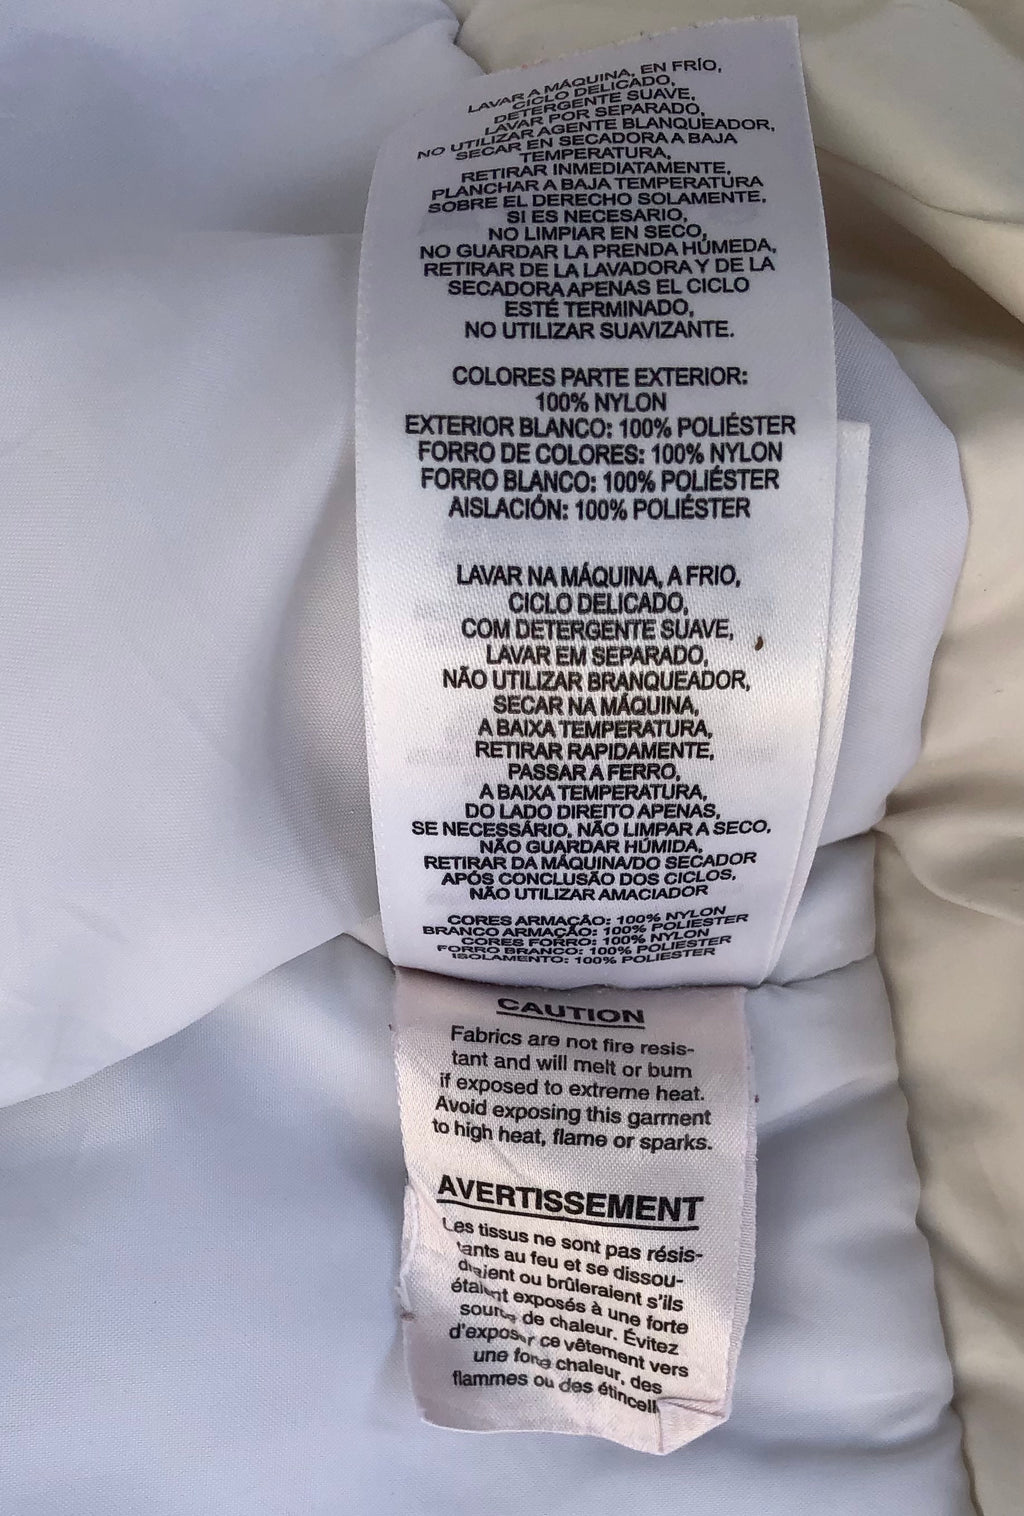 LAVAR A MÁQUINA, EN FRÍO,
CICLO DELICADO,
DETERGENTE SUAVE,
LAVAR POR SEPARADO,
NO UTILIZAR AGENTE BLANQUEADOR,
SECAR EN SECADORA A BAJA
TEMPERATURA,
RETIRAR INMEDIATAMENTE,
PLANCHAR A BAJA TEMPERATURA
SOBRE EL DERECHO SOLAMENTE,
SI ES NECESARIO,
NO LIMPIAR EN SECO,
NO GUARDAR LA PRENDA HÚMEDA,
RETIRAR DE LA LAVADORA Y DE LA
SECADORA APENAS EL CICLO
ESTÉ TERMINADO,
NO UTILIZAR SUAVIZANTE.
COLORES PARTE EXTERIOR:
100% NYLON
EXTERIOR BLANCO: 100% POLIÉSTER
FORRO DE COLORES: 100% NYLON
FORRO BLANCO: 100% POLIÉSTER
AISLACIÓN: 100% POLIÉSTER
LAVAR NA MÁQUINA, A FRIO,
CICLO DELICADO,
COM DETERGENTE SUAVE,
LAVAR EM SEPARADO,
NÃO UTILIZAR BRANQUEADOR,
SECAR NA MÁQUINA,
A BAIXA TEMPERATURA,
RETIRAR RAPIDAMENTE,
PASSAR A FERRO,
A BAIXA TEMPERATURA,
DO LADO DIREITO APENAS,
SE NECESSÁRIO, NÃO LIMPAR A SECO,
NÃO GUARDAR HÚMIDA,
RETIRAR DA MÁQUINA/DO SECADOR
APÓS CONCLUSÃO DOS CICLOS,
NÃO UTILIZAR AMACIADOR
CORES ARMAÇÃO: 100% NYLON
BRANCO ARMAÇÃO: 100% POLIESTER
CORES FORRO: 100% NYLON
FORRO BRANCO: 100% POLIESTER
ISOLAMENTO: 100% POLIESTER
CAUTION
Fabrics are not fire resis-
tant and will melt or burn
if exposed to extreme heat.
Avoid exposing this garment
to high heat, flame or sparks.
AVERTISSEMENT
Les tissus ne sont pas résis-
tants au feu et se dissou-
draient ou brûleraient s'ils
étaient exposés à une forte
source de chaleur. Évitez
d'exposer ce vêtement vers
une forte chaleur, des
flammes ou des étincell